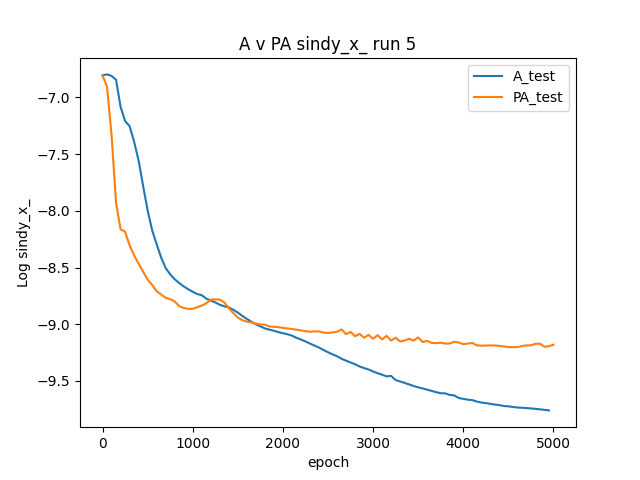 A v PA sindy_x_ run 5
A_test
PA_test
−7.0
−7.5
−8.0
−8.5
−9.0
−9.5
Log sindy_x_
0 1000 2000 3000 4000 5000
epoch